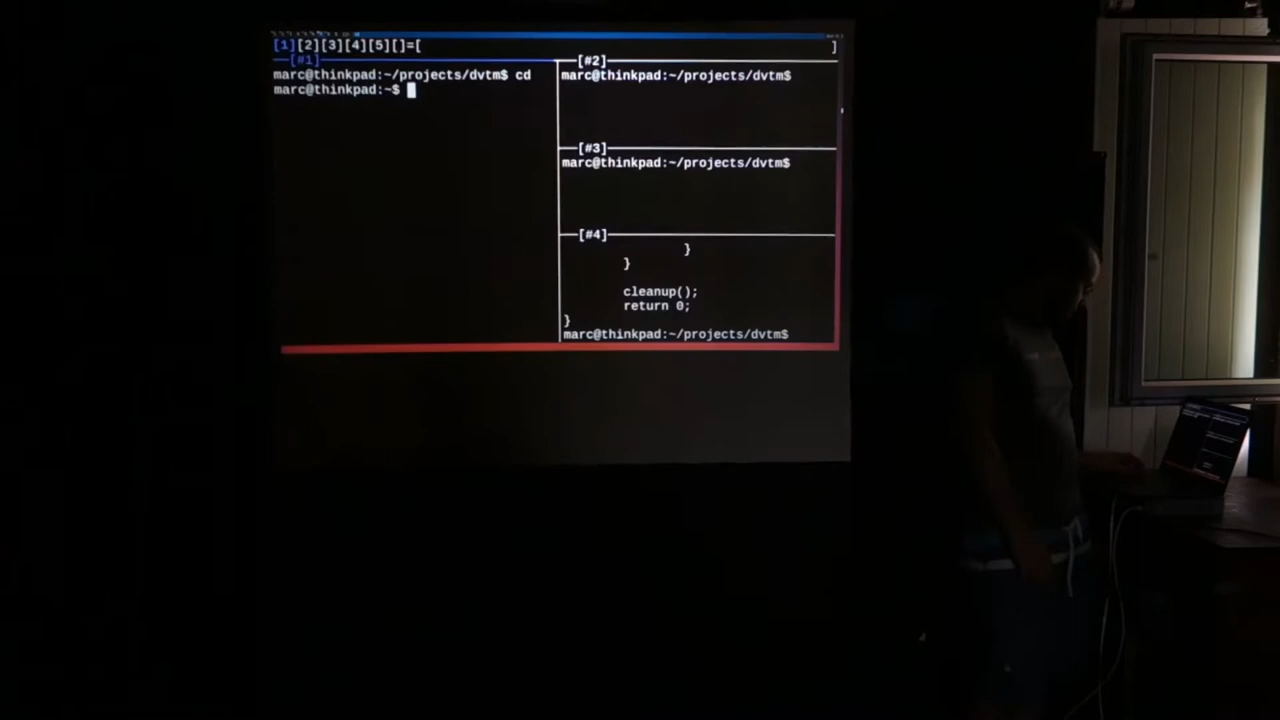 [1][2][3][4][5][]=[ ]
[#1]
marc@thinkpad:~/projects/dvtm$ cd
marc@thinkpad:~$
[#2]
marc@thinkpad:~/projects/dvtm$
[#3]
marc@thinkpad:~/projects/dvtm$
[#4]
}
}
cleanup();
return 0;
}
marc@thinkpad:~/projects/dvtm$